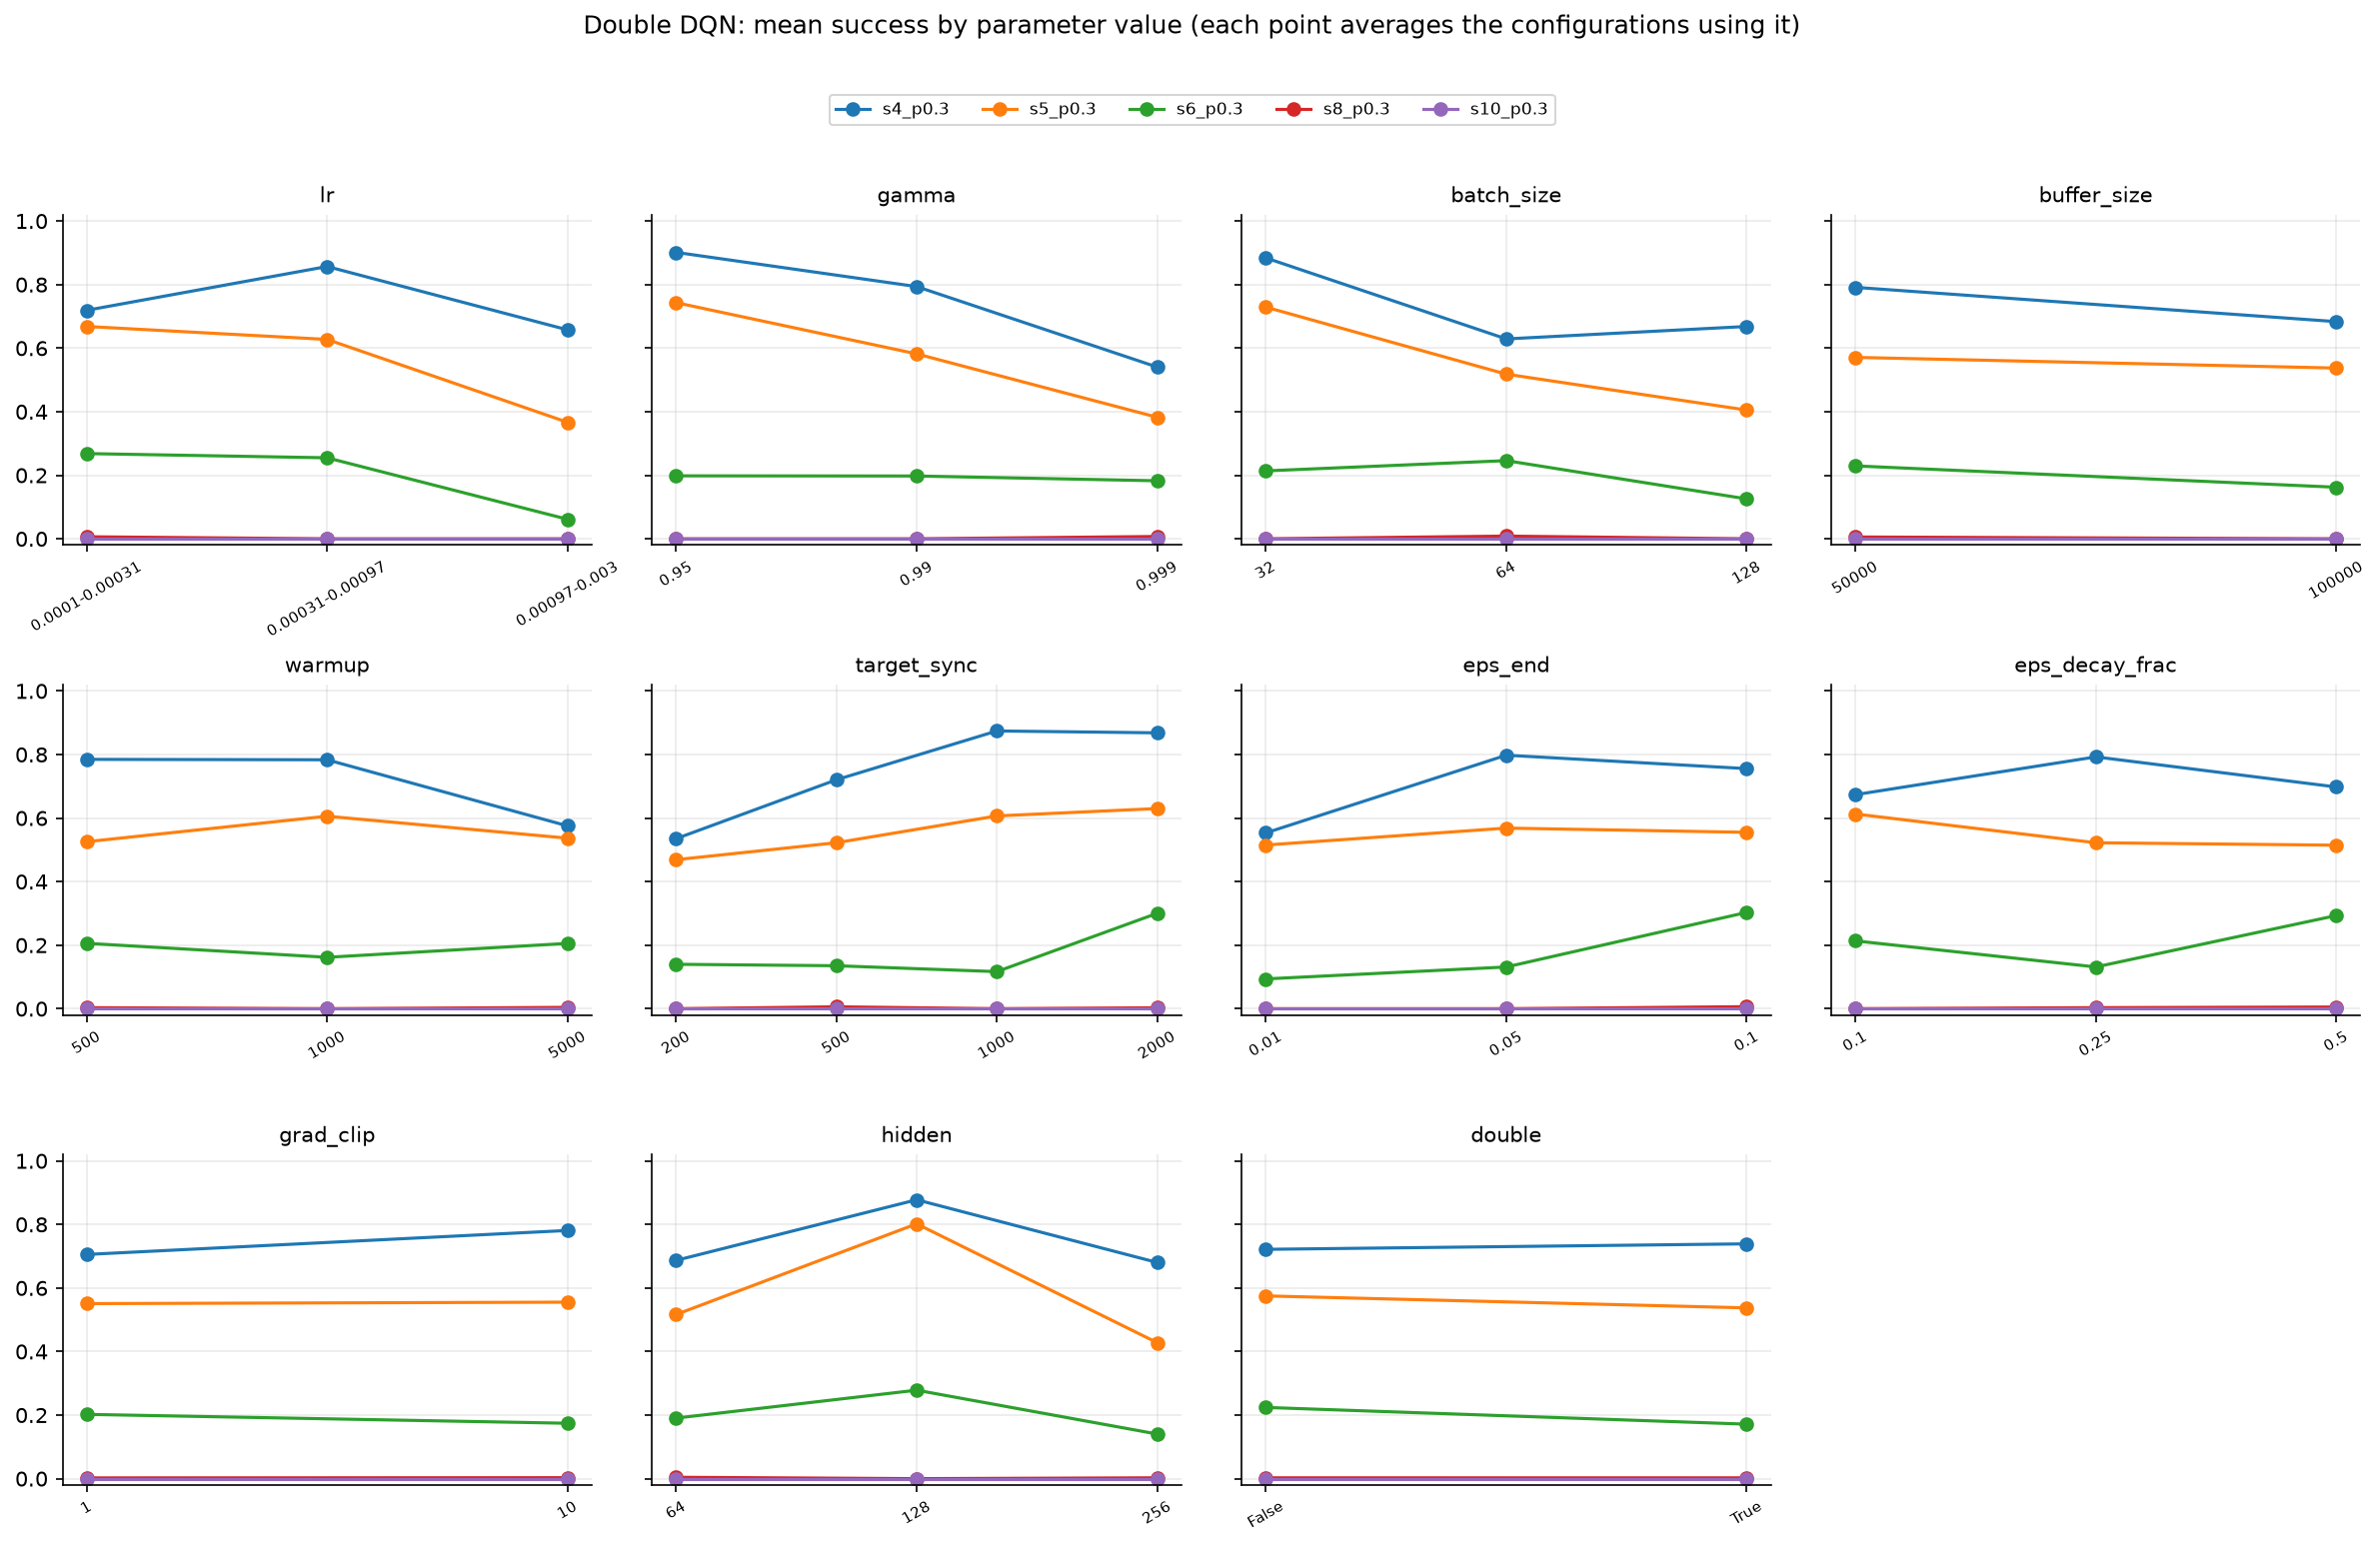 Double DQN: mean success by parameter value (each point averages the configurations using it)
s4_p0.3 s5_p0.3 s6_p0.3 s8_p0.3 s10_p0.3
lr gamma batch_size buffer_size
1.0
0.8
0.6
0.4
0.2
0.0
0.0001-0.00031 0.00031-0.00097 0.00097-0.003 0.95 0.99 0.999 32 64 128 50000 100000
warmup target_sync eps_end eps_decay_frac
1.0
0.8
0.6
0.4
0.2
0.0
500 1000 5000 200 500 1000 2000 0.01 0.05 0.1 0.1 0.25 0.5
grad_clip hidden double
1.0
0.8
0.6
0.4
0.2
0.0
1 10 64 128 256 False True